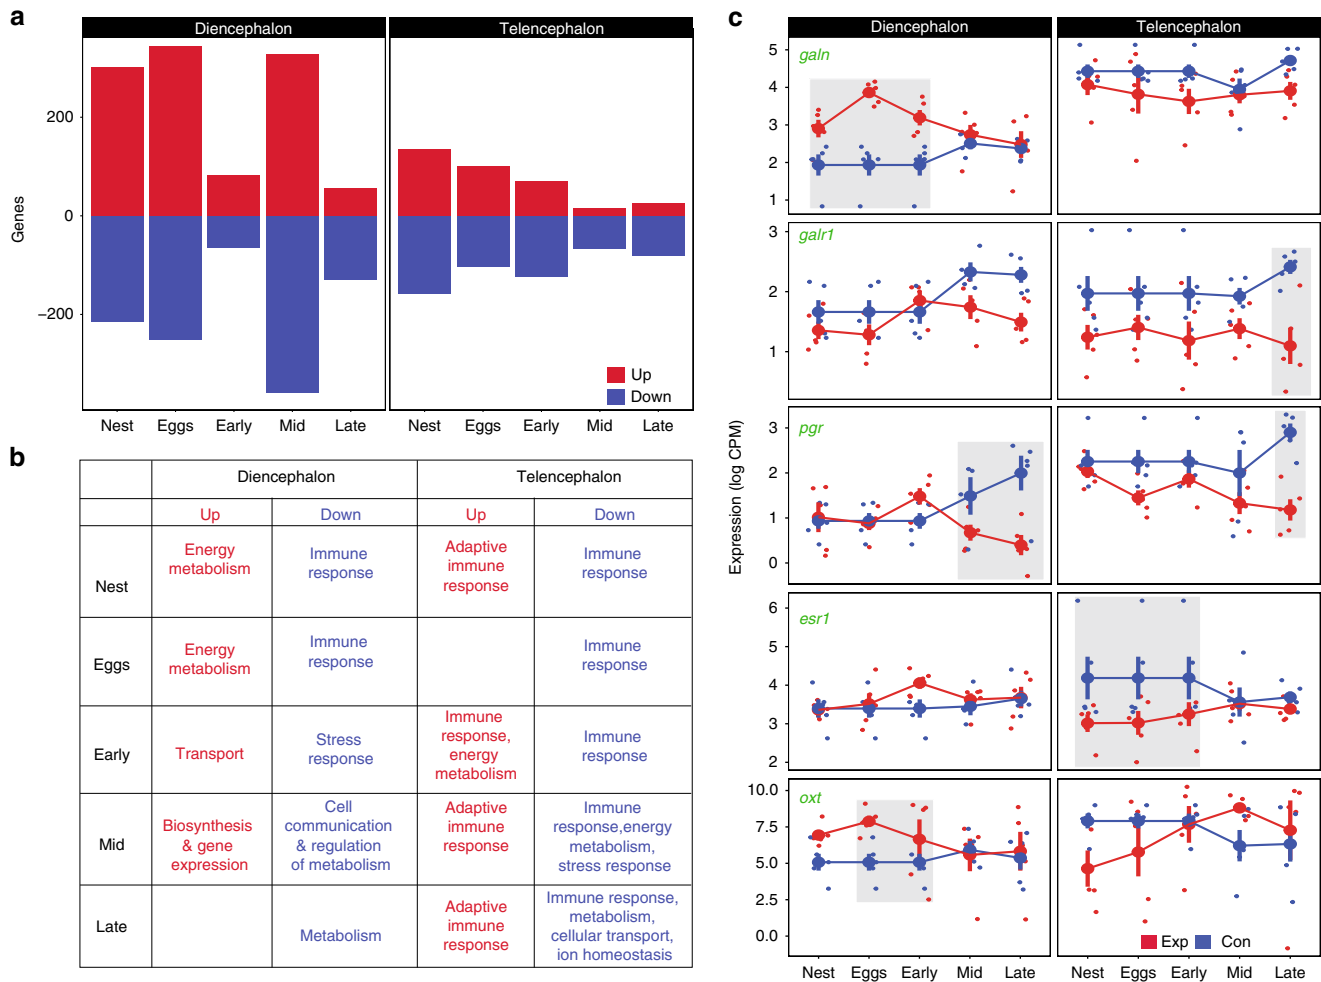 a
Diencephalon
Telencephalon
Genes
200
0
−200
Up
Down
Nest
Eggs
Early
Mid
Late
Nest
Eggs
Early
Mid
Late
b
Diencephalon
Telencephalon
Up
Down
Up
Down
Nest
Energy
metabolism
Immune
response
Adaptive
immune
response
Immune
response
Eggs
Energy
metabolism
Immune
response
Immune
response
Early
Transport
Stress
response
Immune
response,
energy
metabolism
Immune
response
Mid
Biosynthesis
& gene
expression
Cell
communication
& regulation
of metabolism
Adaptive
immune
response
Immune
response,energy
metabolism,
stress response
Late
Metabolism
Adaptive
immune
response
Immune response,
metabolism,
cellular transport,
ion homeostasis
c
Diencephalon
Telencephalon
Expression (log CPM)
galn
5
4
3
2
1
galr1
3
2
1
pgr
3
2
1
0
esr1
6
5
4
3
2
oxt
10.0
7.5
5.0
2.5
0.0
Exp
Con
Nest
Eggs
Early
Mid
Late
Nest
Eggs
Early
Mid
Late